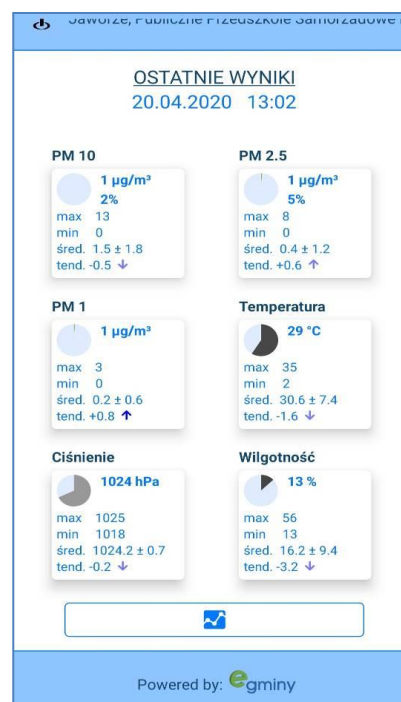 Jaworze, Publiczne Przedszkole Samorządowe
OSTATNIE WYNIKI
20.04.2020 13:02
PM 10
1 µg/m³
2%
max 13
min 0
śred. 1.5 ± 1.8
tend. -0.5
PM 2.5
1 µg/m³
5%
max 8
min 0
śred. 0.4 ± 1.2
tend. +0.6
PM 1
1 µg/m³
max 3
min 0
śred. 0.2 ± 0.6
tend. +0.8
Temperatura
29 °C
max 35
min 2
śred. 30.6 ± 7.4
tend. -1.6
Ciśnienie
1024 hPa
max 1025
min 1018
śred. 1024.2 ± 0.7
tend. -0.2
Wilgotność
13 %
max 56
min 13
śred. 16.2 ± 9.4
tend. -3.2
Powered by: egminy